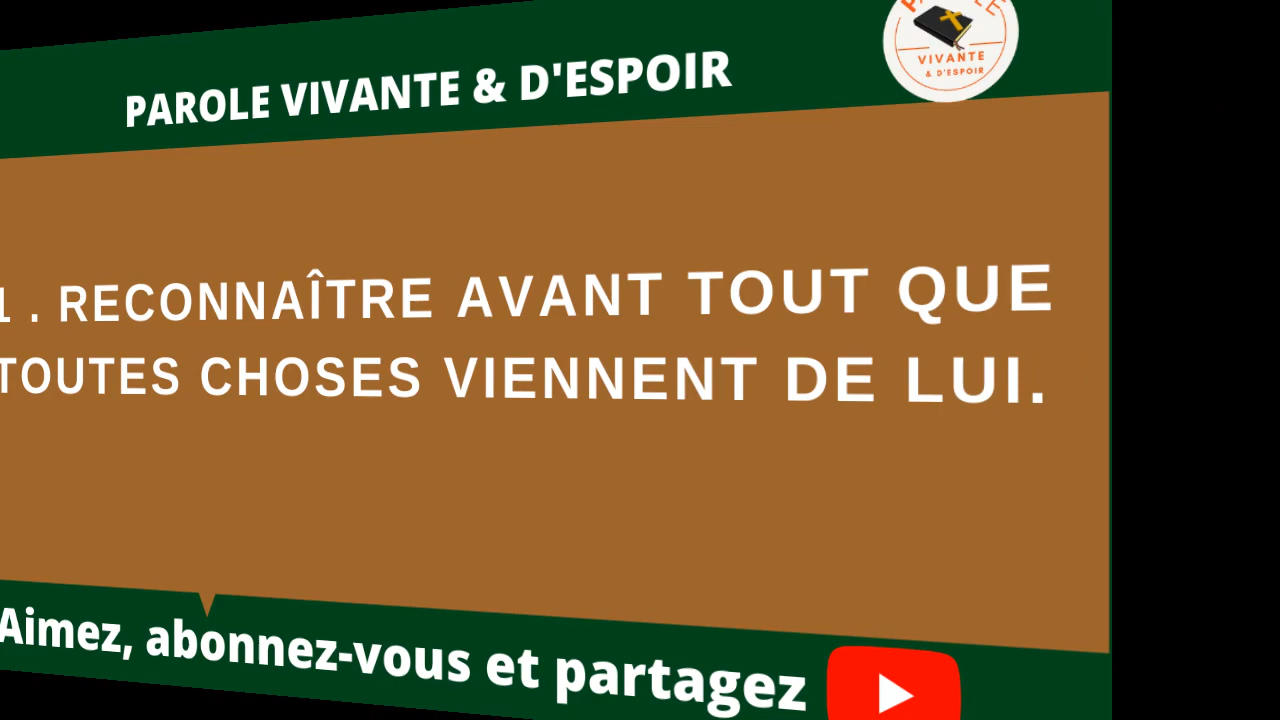 PAROLE VIVANTE & D'ESPOIR
VIVANTE
& D'ESPOIR
1 . RECONNAÎTRE AVANT TOUT QUE
TOUTES CHOSES VIENNENT DE LUI.
Aimez, abonnez-vous et partagez